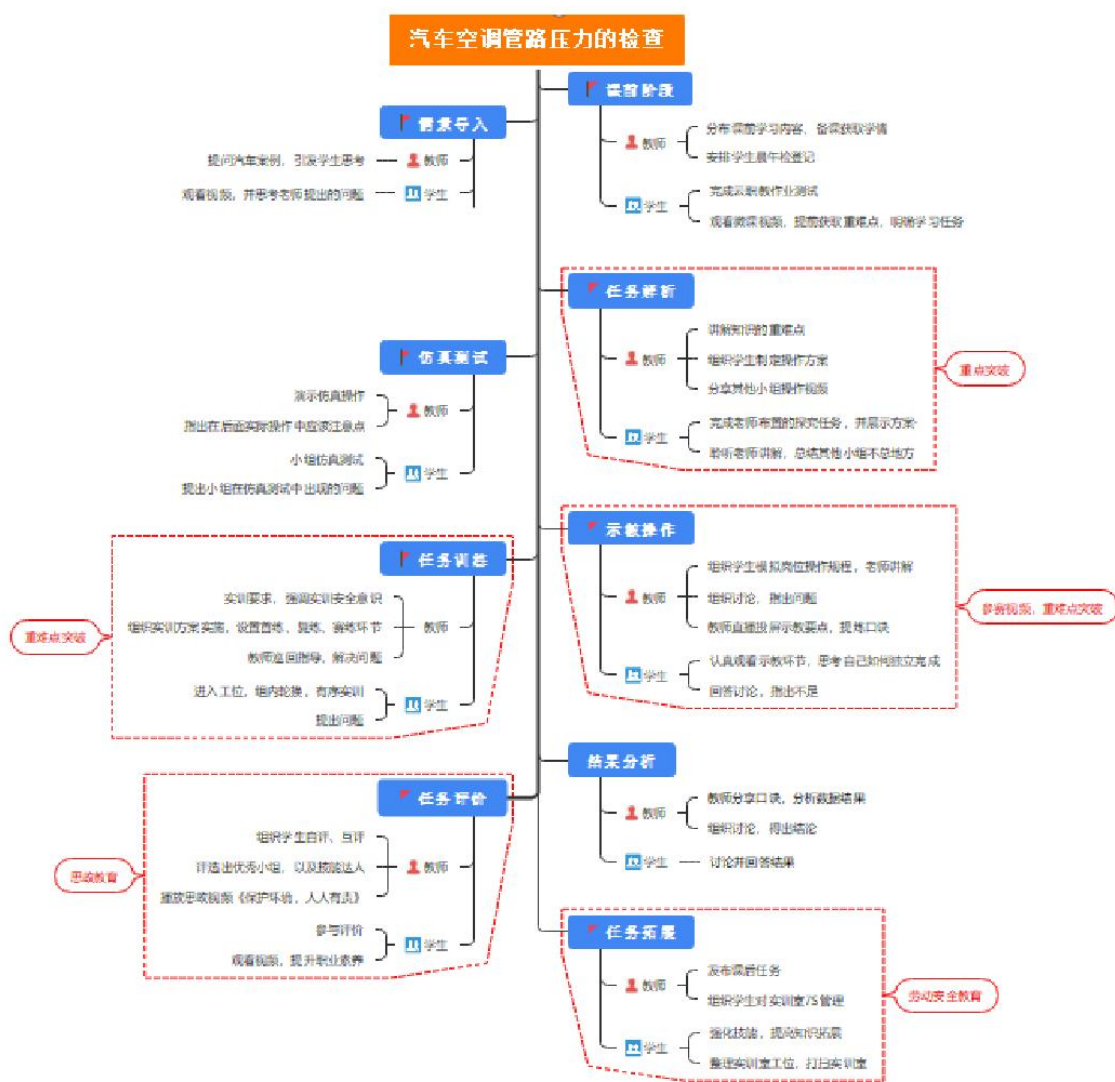 汽车空调管路压力的检查
课前阶段
教师
分布课前学习内容，备课获取学情
安排学生晨午检登记
学生
完成云职教作业测试
观看微课视频，提前获取重难点，明确学习任务
情景导入
提问汽车案例，引发学生思考
教师
观看视频，并思考老师提出的问题
学生
任务解析
教师
讲解知识的重难点
组织学生制定操作方案
分享其他小组操作视频
学生
完成老师布置的探究任务，并展示方案
聆听老师讲解，总结其他小组不总地方
重点突破
仿真测试
演示仿真操作
指出在后面实际操作中应该注意点
教师
小组仿真测试
提出小组在仿真测试中出现的问题
学生
示教操作
教师
组织学生模拟岗位操作规程，老师讲解
组织讨论，指出问题
教师直播投屏示教要点，提炼口诀
学生
认真观看示教环节，思考自己如何独立完成
回答讨论，指出不足
参赛视频，重难点突破
任务训练
实训要求，强调实训安全意识
组织实训方案实施，设置首练、复练、赛练环节
教师巡回指导，解决问题
教师
进入工位，组内轮换，有序实训
提出问题
学生
重难点突破
结果分析
教师
教师分享口诀，分析数据结果
组织讨论，得出结论
学生
讨论并回答结果
任务评价
组织学生自评、互评
评选出优秀小组，以及技能达人
播放思政视频《保护环境，人人有责》
教师
参与评价
观看视频，提升职业素养
学生
思政教育
任务拓展
教师
发布课后任务
组织学生对实训室7S管理
学生
强化技能，提高知识拓展
整理实训室工位，打扫实训室
劳动安全教育